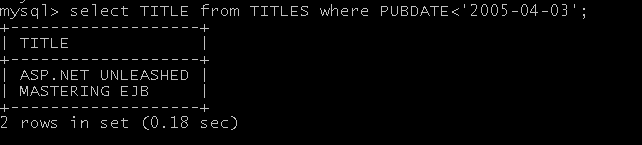 mysql> select TITLE from TITLES where PUBDATE<'2005-04-03';
+-------------------+
| TITLE             |
+-------------------+
| ASP.NET UNLEASHED |
| MASTERING EJB     |
+-------------------+
2 rows in set (0.18 sec)